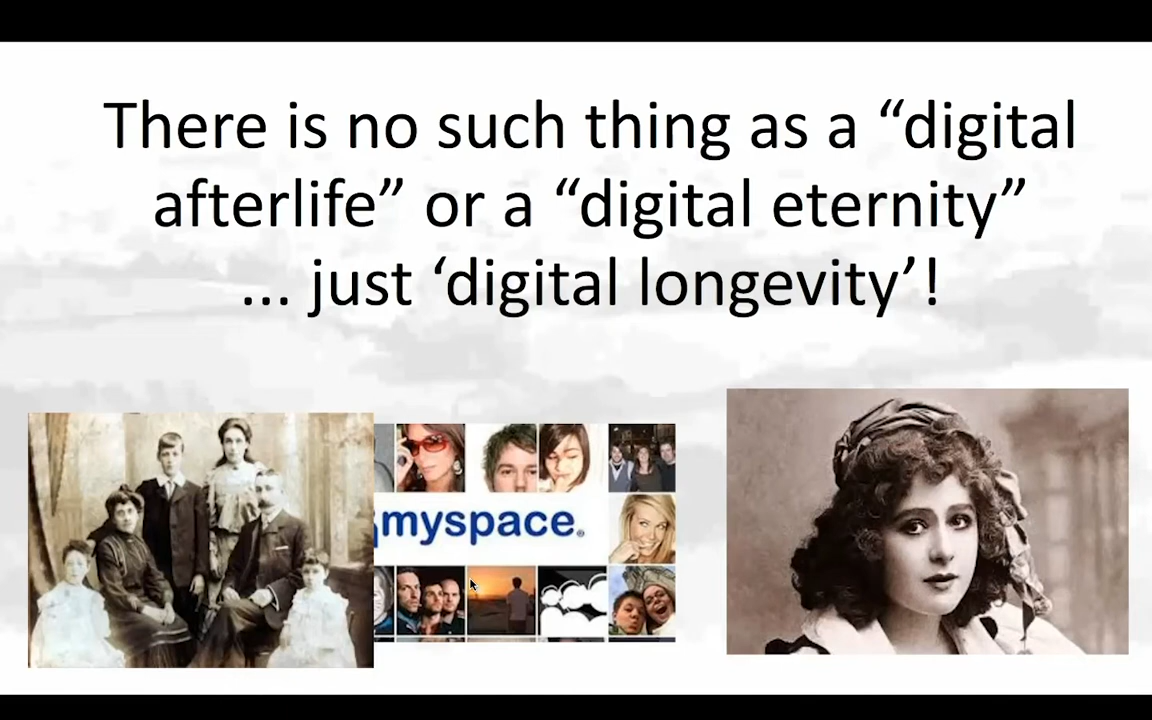 There is no such thing as a “digital
afterlife” or a “digital eternity”
... just ‘digital longevity’!
myspace®